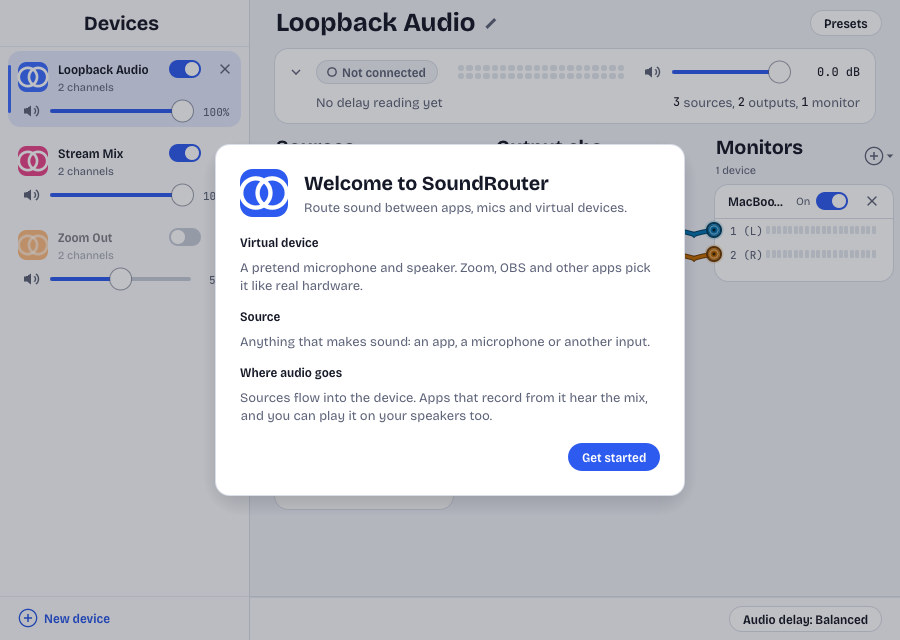 Devices
Loopback Audio
2 channels
100%
Stream Mix
2 channels
Zoom Out
2 channels
New device
Loopback Audio
Presets
Not connected
0.0 dB
No delay reading yet
3 sources, 2 outputs, 1 monitor
Monitors
1 device
MacBoo...
On
1 (L)
2 (R)
Welcome to SoundRouter
Route sound between apps, mics and virtual devices.
Virtual device
A pretend microphone and speaker. Zoom, OBS and other apps pick
it like real hardware.
Source
Anything that makes sound: an app, a microphone or another input.
Where audio goes
Sources flow into the device. Apps that record from it hear the mix,
and you can play it on your speakers too.
Get started
Audio delay: Balanced